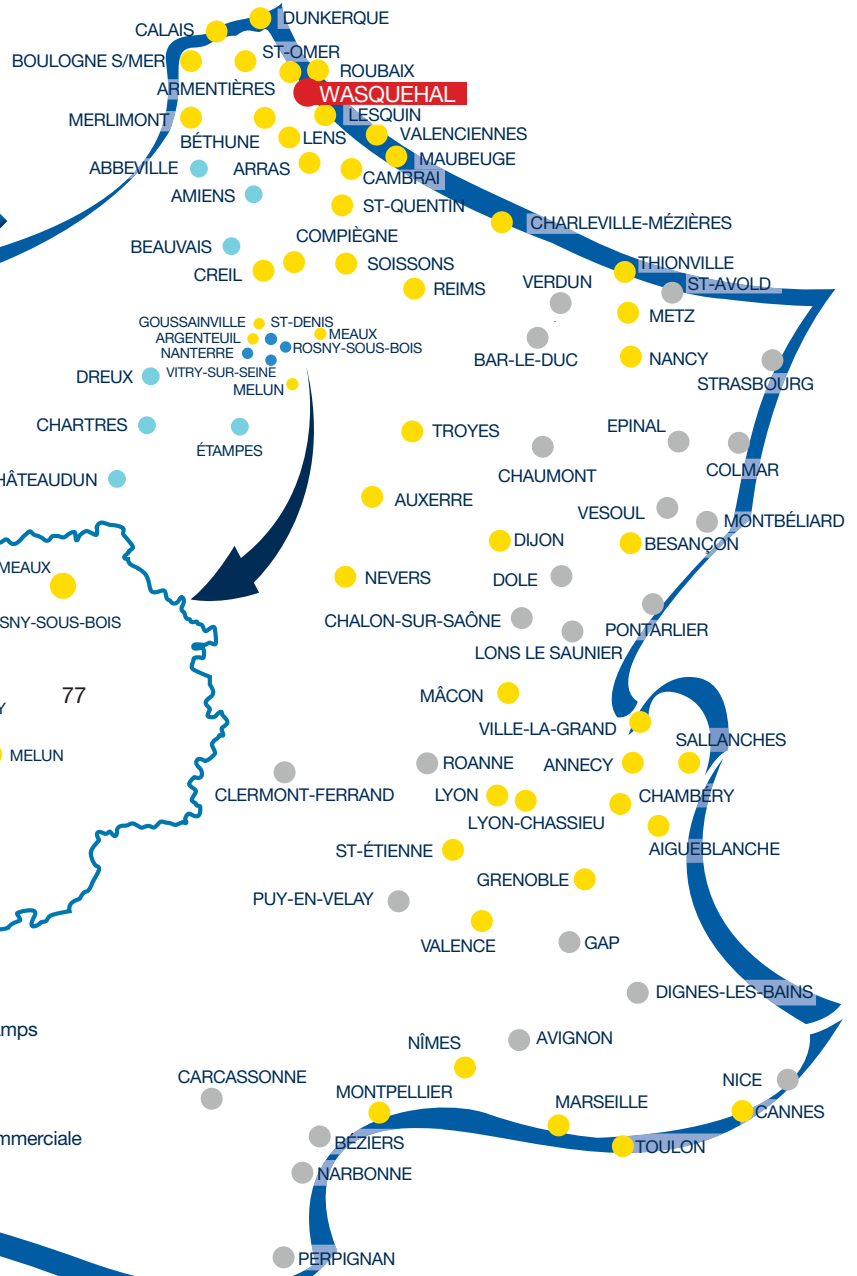 DUNKERQUE
CALAIS
BOULOGNE S/MER
ST-OMER
ROUBAIX
ARMENTIÈRES
WASQUEHAL
MERLIMONT
LESQUIN
BÉTHUNE
LENS
VALENCIENNES
MAUBEUGE
ABBEVILLE
ARRAS
CAMBRAI
AMIENS
ST-QUENTIN
CHARLEVILLE-MÉZIÈRES
BEAUVAIS
COMPIÈGNE
CREIL
SOISSONS
THIONVILLE
REIMS
VERDUN
ST-AVOLD
METZ
GOUSSAINVILLE
ST-DENIS
ARGENTEUIL
MEAUX
NANTERRE
ROSNY-SOUS-BOIS
BAR-LE-DUC
NANCY
VITRY-SUR-SEINE
DREUX
MELUN
STRASBOURG
CHARTRES
TROYES
EPINAL
ÉTAMPES
CHAUMONT
COLMAR
HÂTEAUDUN
AUXERRE
VESOUL
MONTBÉLIARD
DIJON
BESANÇON
MEAUX
NEVERS
DOLE
SNY-SOUS-BOIS
CHALON-SUR-SAÔNE
PONTARLIER
LONS LE SAUNIER
77
MÂCON
Y
VILLE-LA-GRAND
SALLANCHES
MELUN
ROANNE
ANNECY
CLERMONT-FERRAND
LYON
CHAMBÉRY
LYON-CHASSIEU
ST-ÉTIENNE
AIGUEBLANCHE
GRENOBLE
PUY-EN-VELAY
VALENCE
GAP
DIGNES-LES-BAINS
amps
NÎMES
AVIGNON
CARCASSONNE
NICE
MONTPELLIER
MARSEILLE
CANNES
mmerciale
BÉZIERS
TOULON
NARBONNE
PERPIGNAN